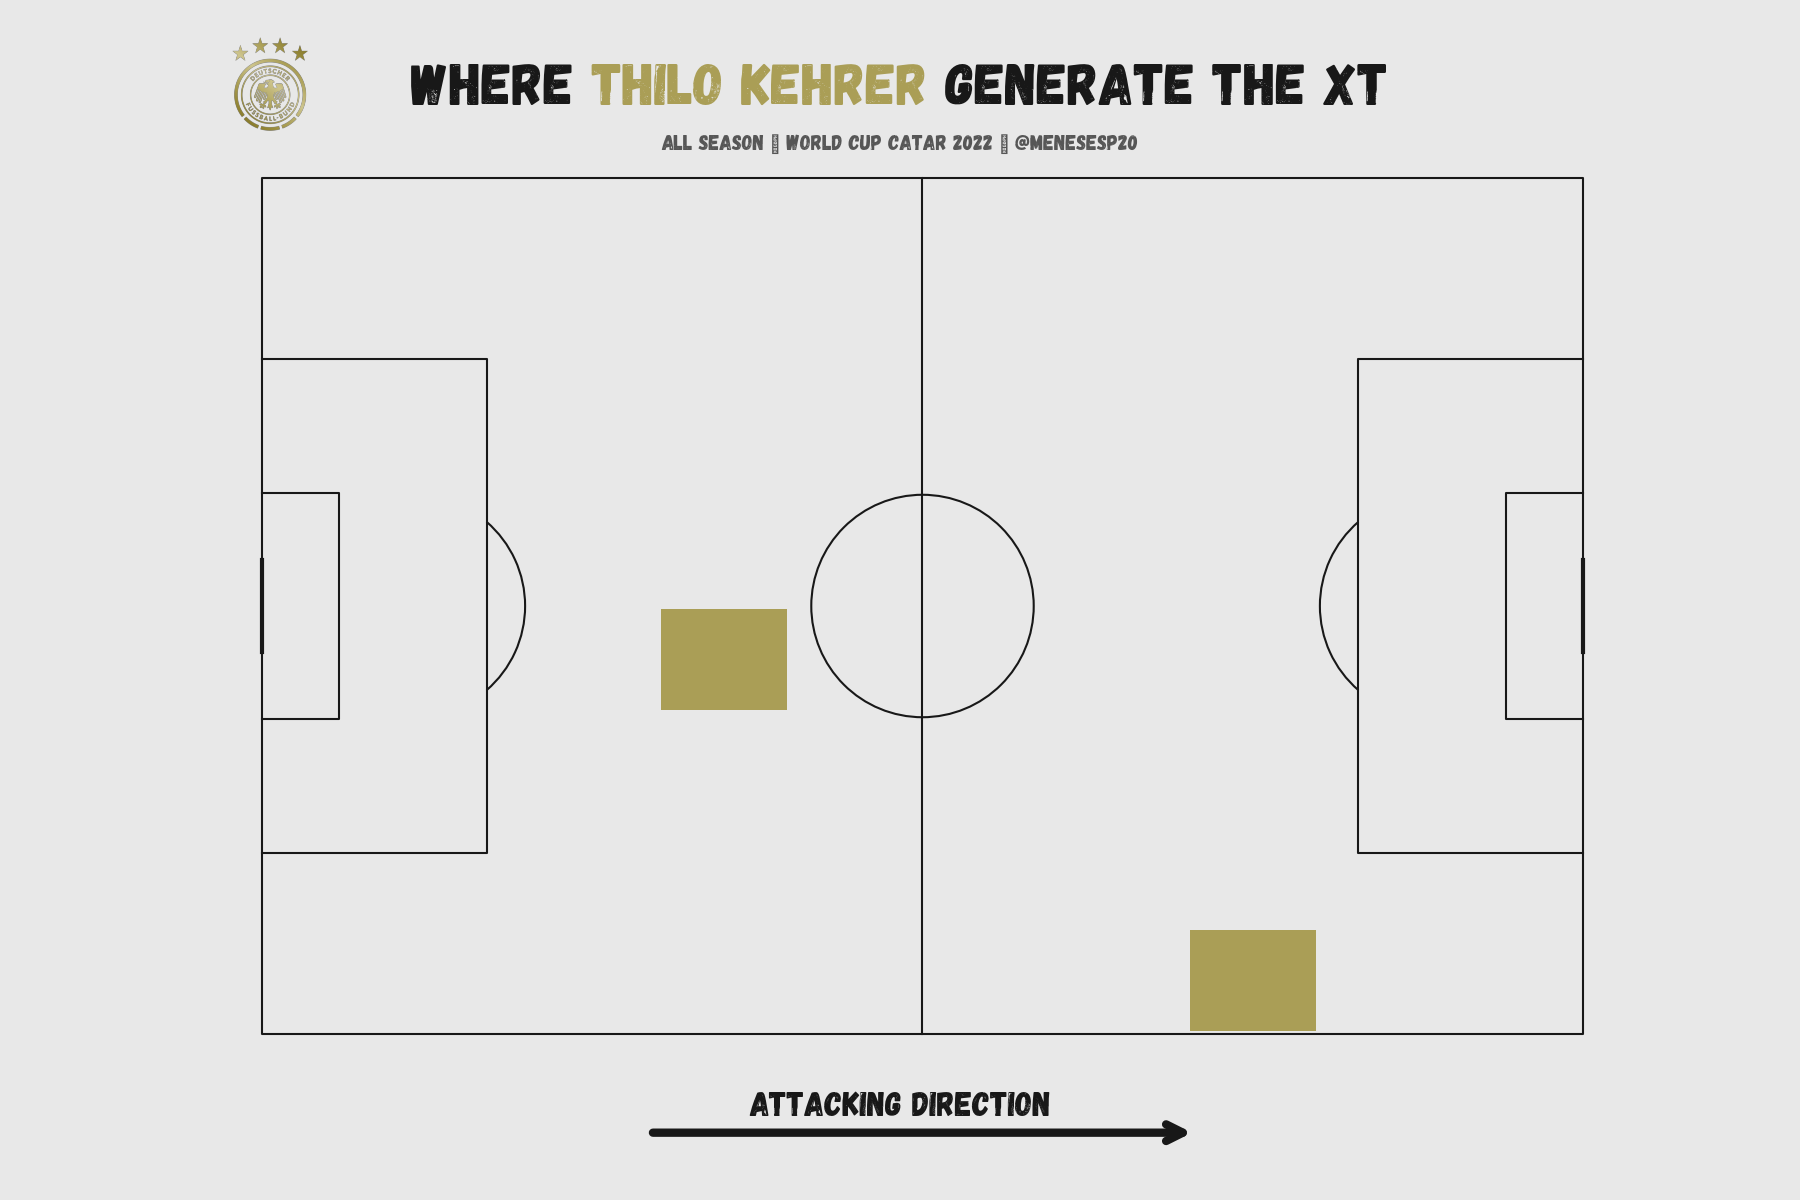 DEUTSCHER
FUSSBALL-BUND
WHERE THILO KEHRER GENERATE THE XT
ALL SEASON ▯ WORLD CUP CATAR 2022 ▯ @MENESESP20
ATTACKING DIRECTION